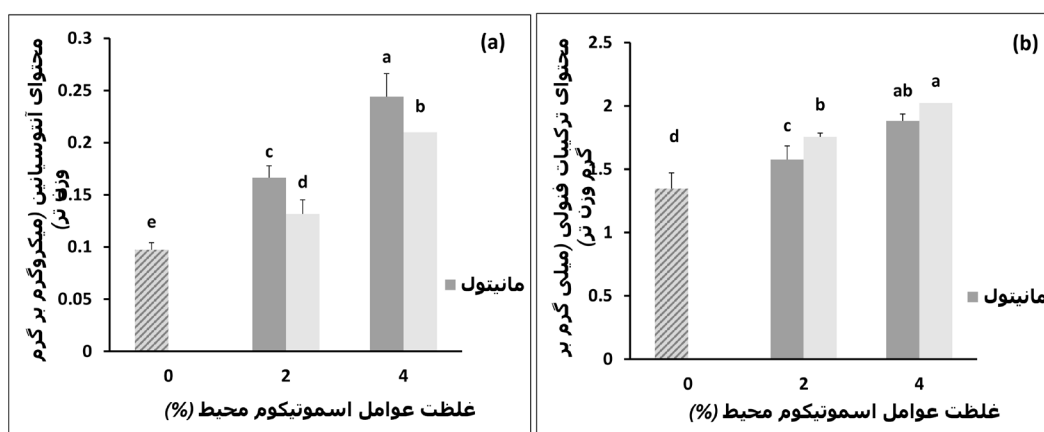 (a)
محتوای آنتوسیانین (میکروگرم بر گرم
وزن تر)
0.3
0.25
0.2
0.15
0.1
0.05
0
e
c
d
a
b
0
2
4
غلظت عوامل اسموتیکوم محیط (%)
مانیتول
(b)
محتوای ترکیبات فنولی (میلی گرم بر
گرم وزن تر)
2.5
2
1.5
1
0.5
0
d
c
b
ab
a
0
2
4
غلظت عوامل اسموتیکوم محیط (%)
مانیتول